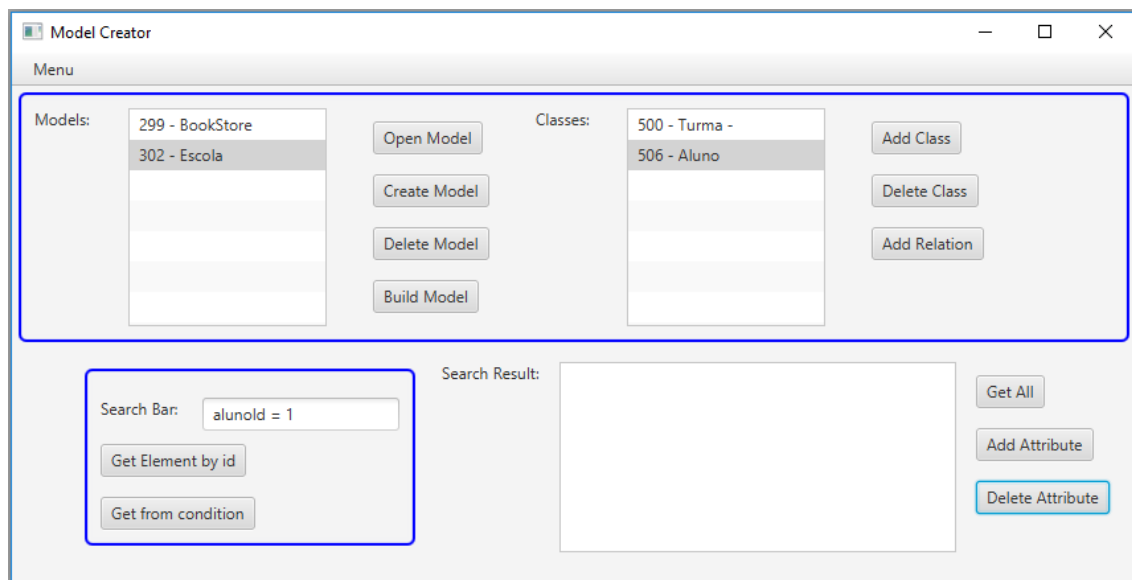 Model Creator
Menu
Models:
299 - BookStore
302 - Escola
Open Model
Create Model
Delete Model
Build Model
Classes:
500 - Turma -
506 - Aluno
Add Class
Delete Class
Add Relation
Search Bar:
alunoId = 1
Get Element by id
Get from condition
Search Result:
Get All
Add Attribute
Delete Attribute